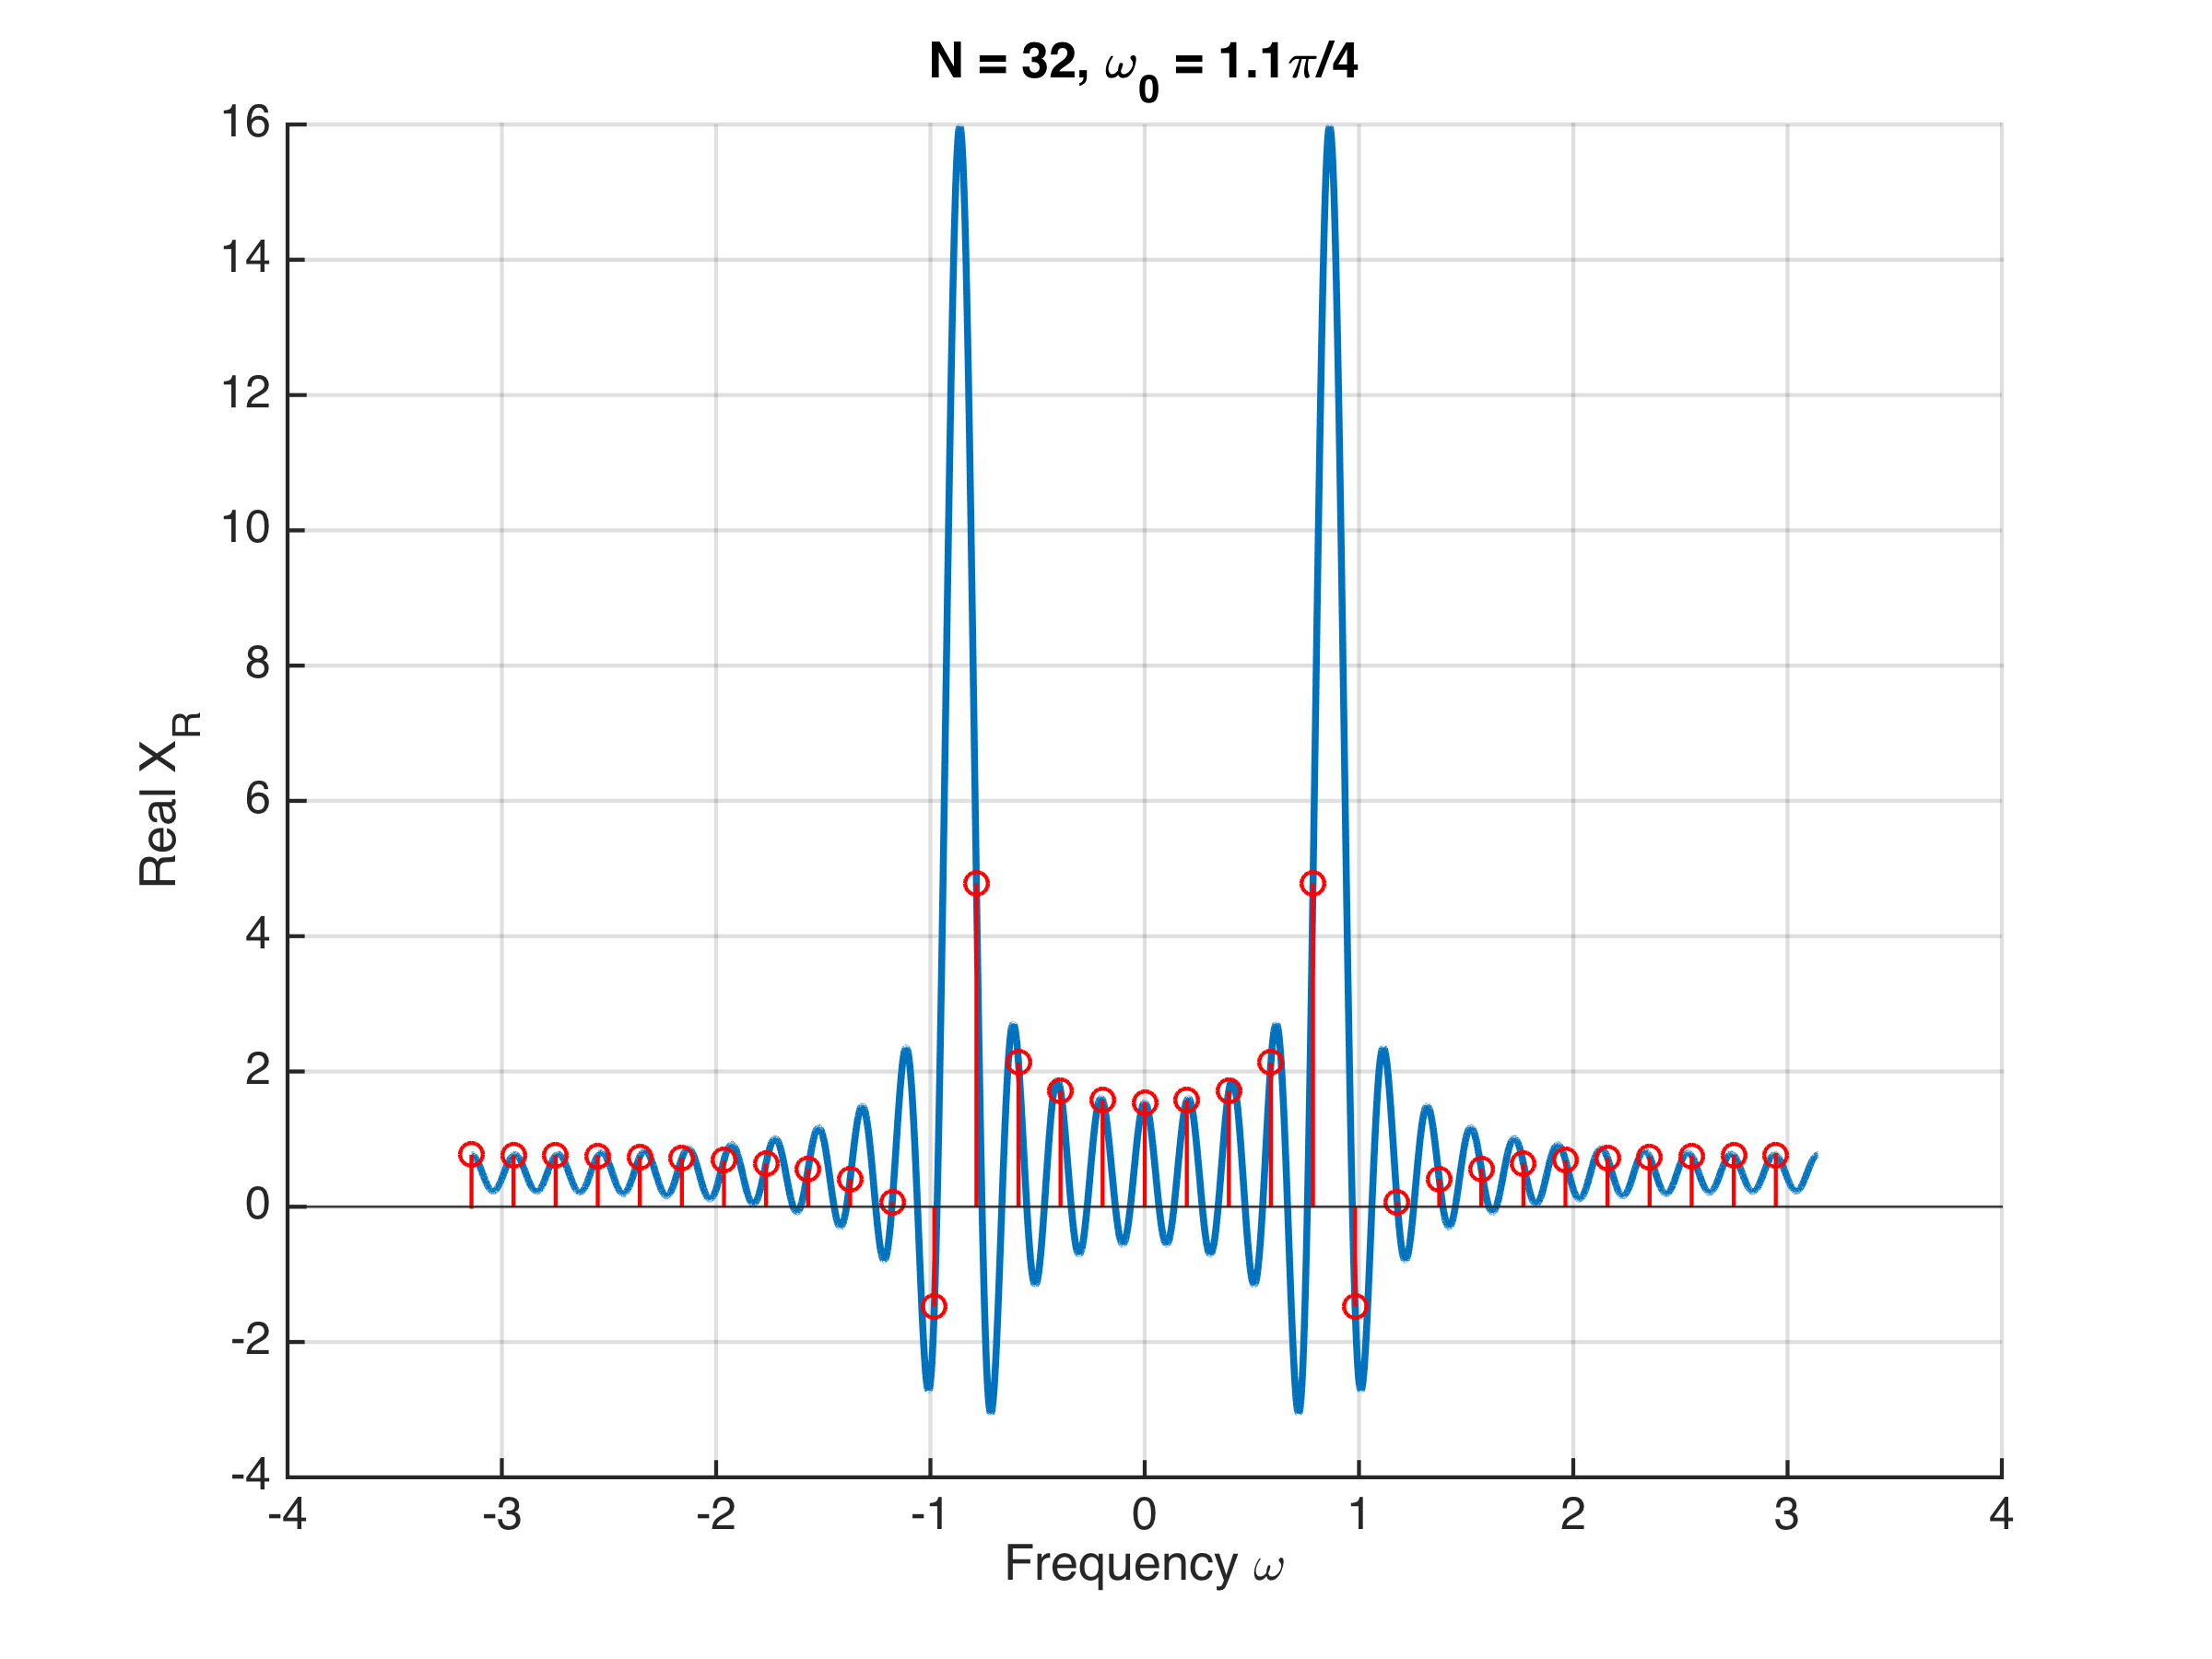 N = 32, ω₀ = 1.1π/4
16
14
12
10
8
6
4
2
0
-2
-4
Real X_R
-4 -3 -2 -1 0 1 2 3 4
Frequency ω